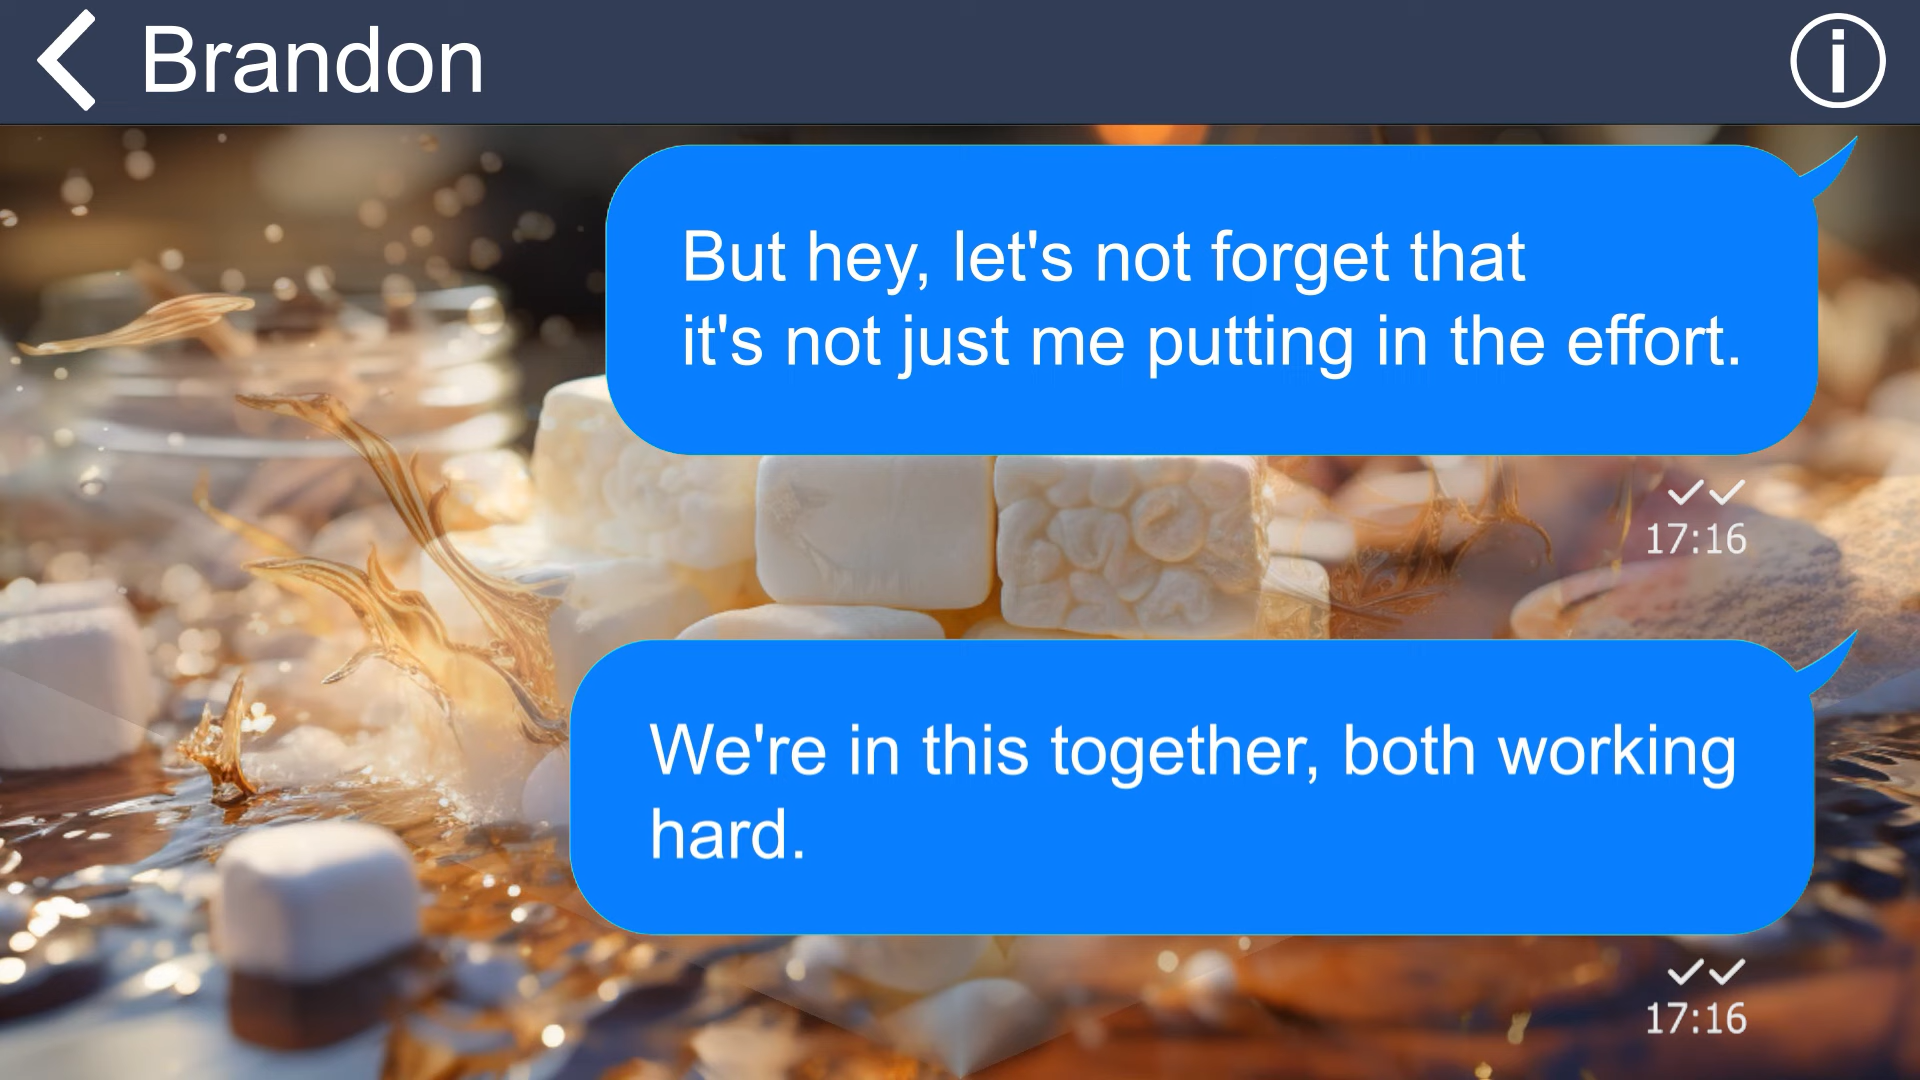 Brandon
But hey, let's not forget that
it's not just me putting in the effort.
17:16
We're in this together, both working
hard.
17:16